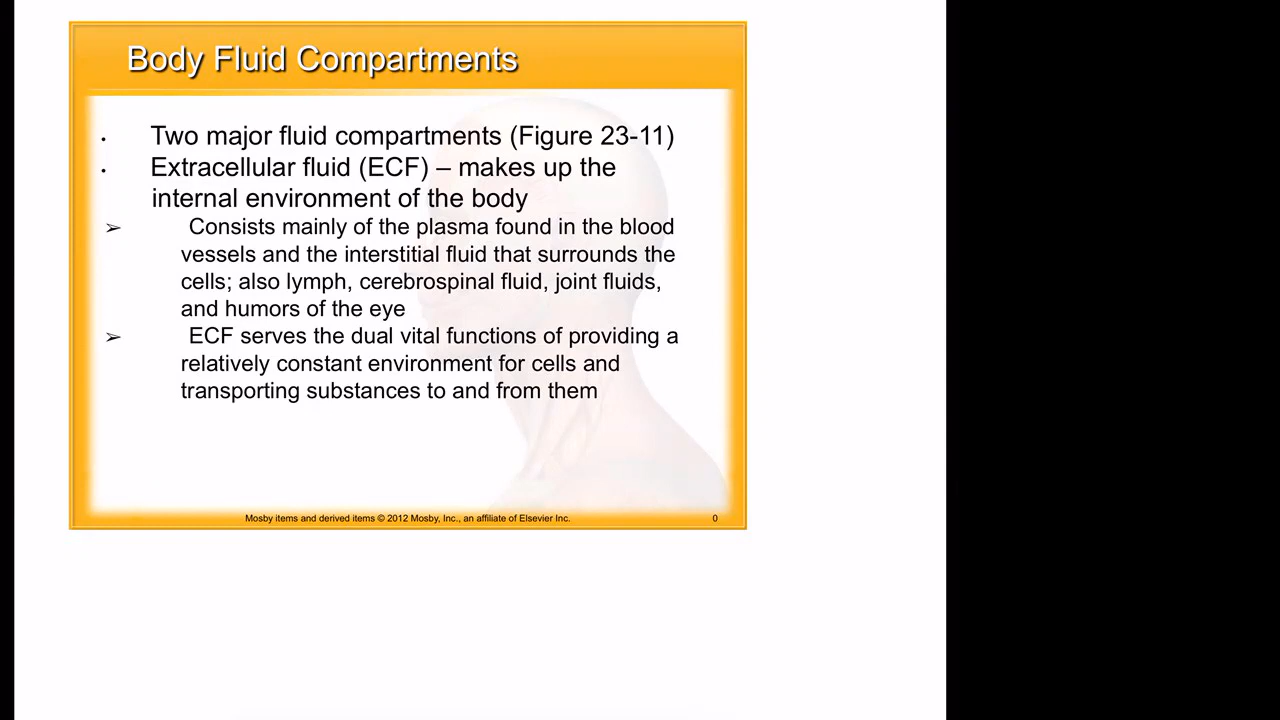 Body Fluid Compartments
• Two major fluid compartments (Figure 23-11)
• Extracellular fluid (ECF) – makes up the
internal environment of the body
➢ Consists mainly of the plasma found in the blood
vessels and the interstitial fluid that surrounds the
cells; also lymph, cerebrospinal fluid, joint fluids,
and humors of the eye
➢ ECF serves the dual vital functions of providing a
relatively constant environment for cells and
transporting substances to and from them
Mosby items and derived items © 2012 Mosby, Inc., an affiliate of Elsevier Inc. 0